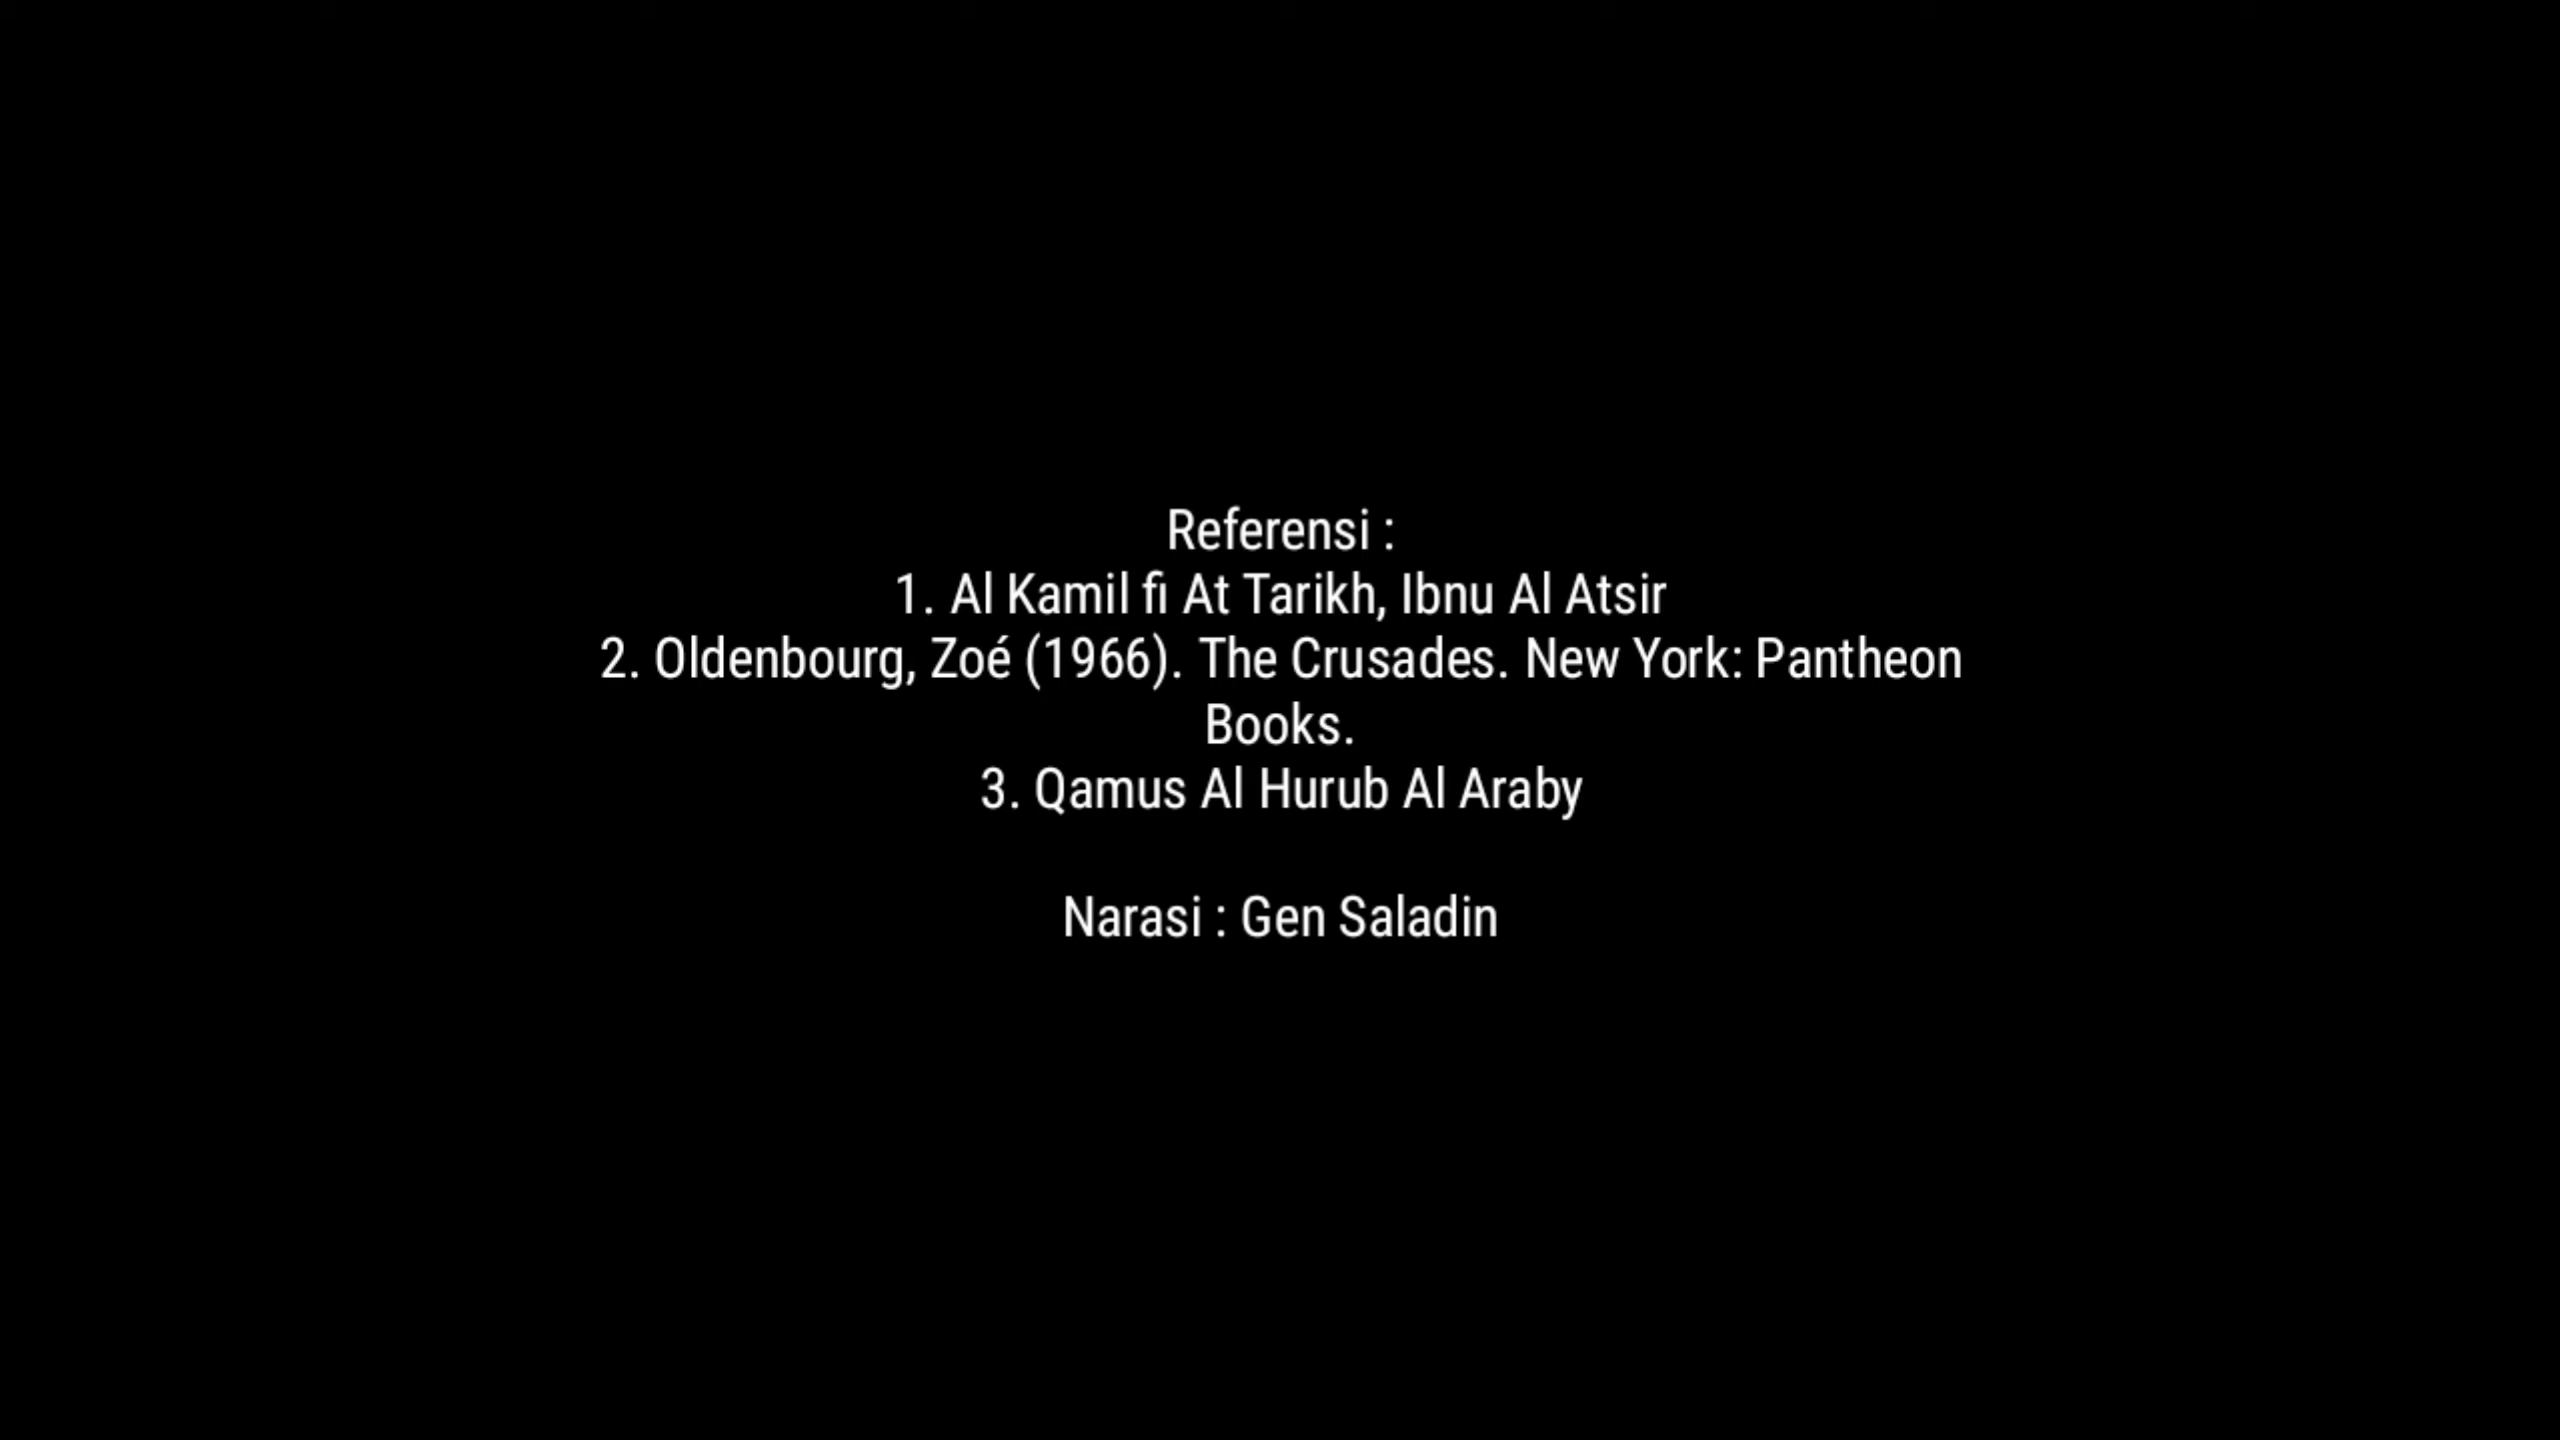 Referensi :
1. Al Kamil fi At Tarikh, Ibnu Al Atsir
2. Oldenbourg, Zoé (1966). The Crusades. New York: Pantheon
Books.
3. Qamus Al Hurub Al Araby
Narasi : Gen Saladin